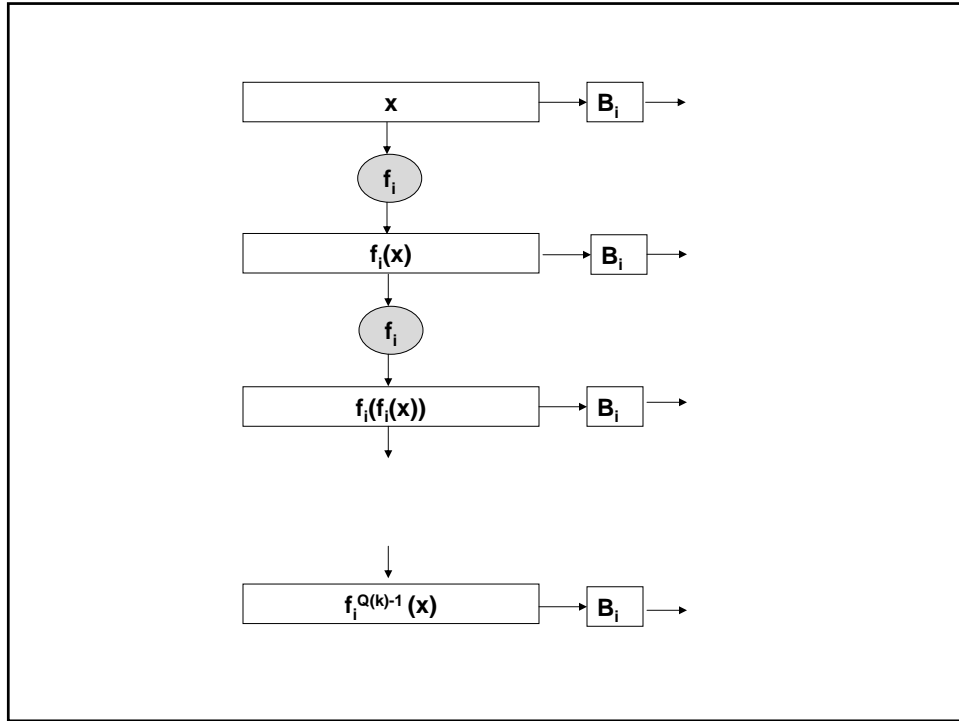 x B_i
f_i
f_i(x) B_i
f_i
f_i(f_i(x)) B_i
f_i^Q(k)-1 (x) B_i